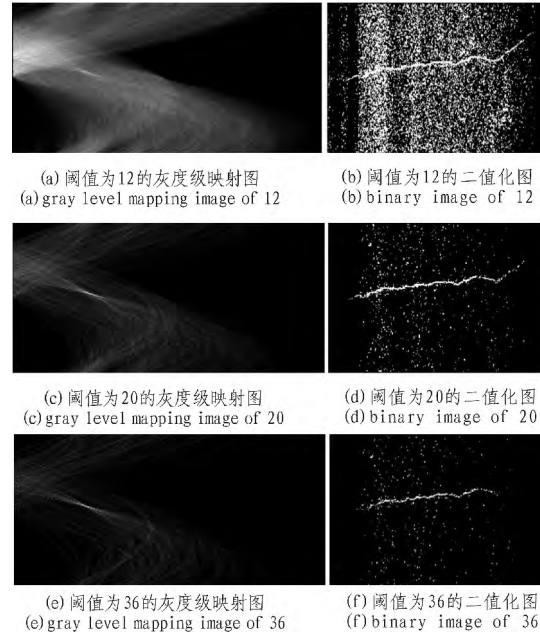 (a) 阈值为12的灰度级映射图
(a) gray level mapping image of 12
(b) 阈值为12的二值化图
(b) binary image of 12
(c) 阈值为20的灰度级映射图
(c) gray level mapping image of 20
(d) 阈值为20的二值化图
(d) binary image of 20
(e) 阈值为36的灰度级映射图
(e) gray level mapping image of 36
(f) 阈值为36的二值化图
(f) binary image of 36